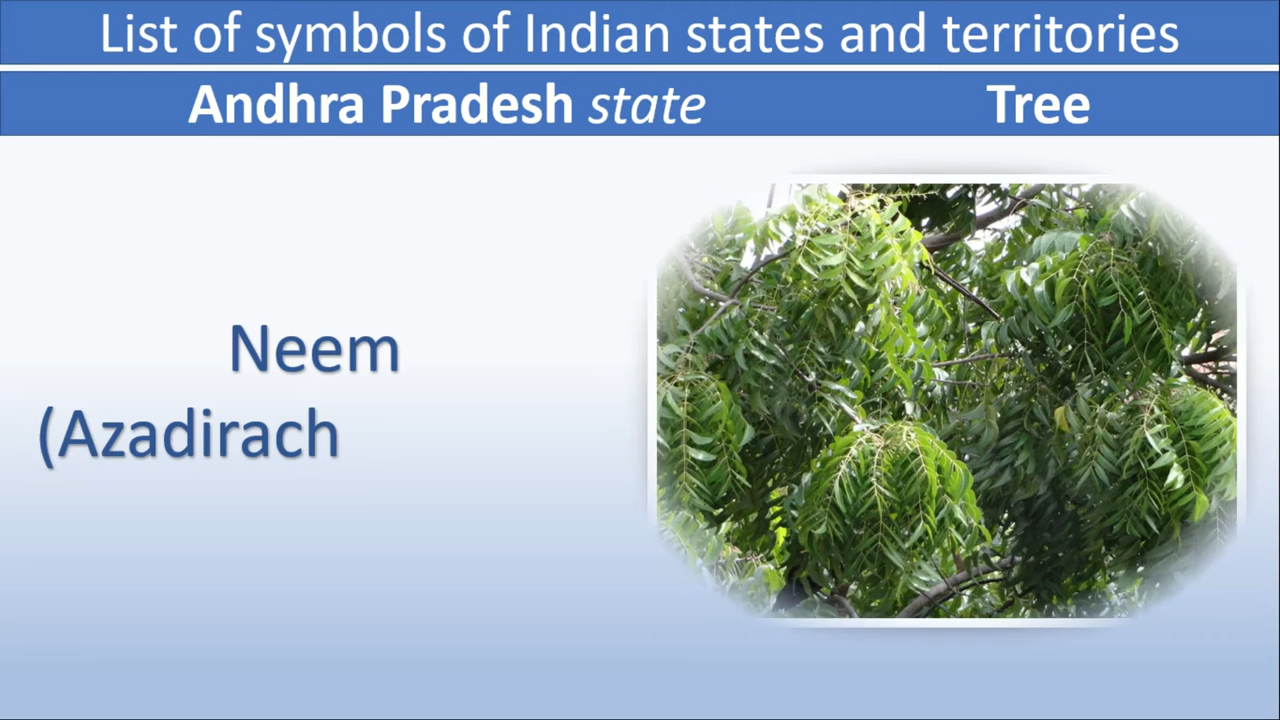 List of symbols of Indian states and territories
Andhra Pradesh state Tree
Neem
(Azadirach